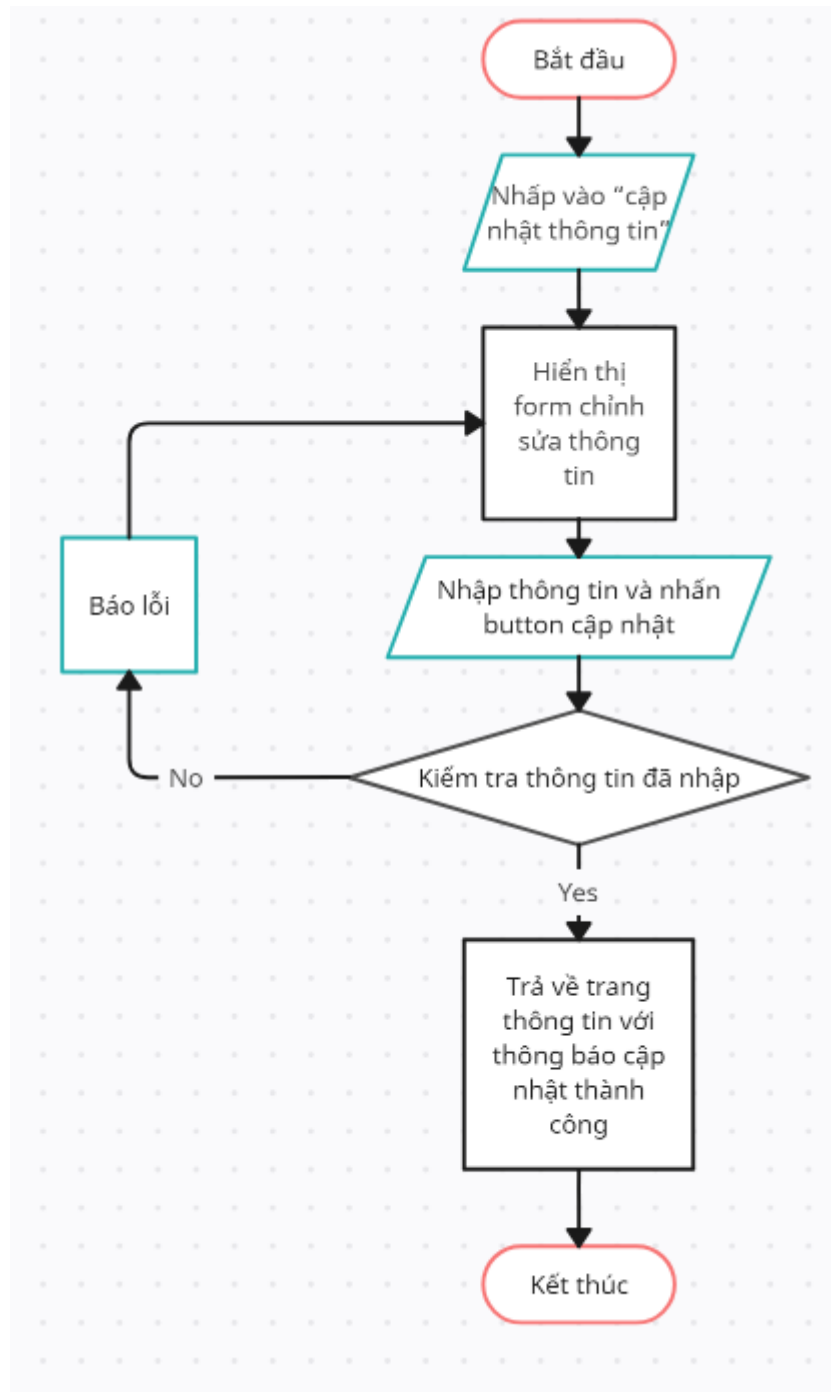 Bắt đầu
Nhấp vào “cập
nhật thông tin”
Hiển thị
form chỉnh
sửa thông
tin
Báo lỗi
Nhập thông tin và nhấn
button cập nhật
Kiểm tra thông tin đã nhập
No
Yes
Trả về trang
thông tin với
thông báo cập
nhật thành
công
Kết thúc